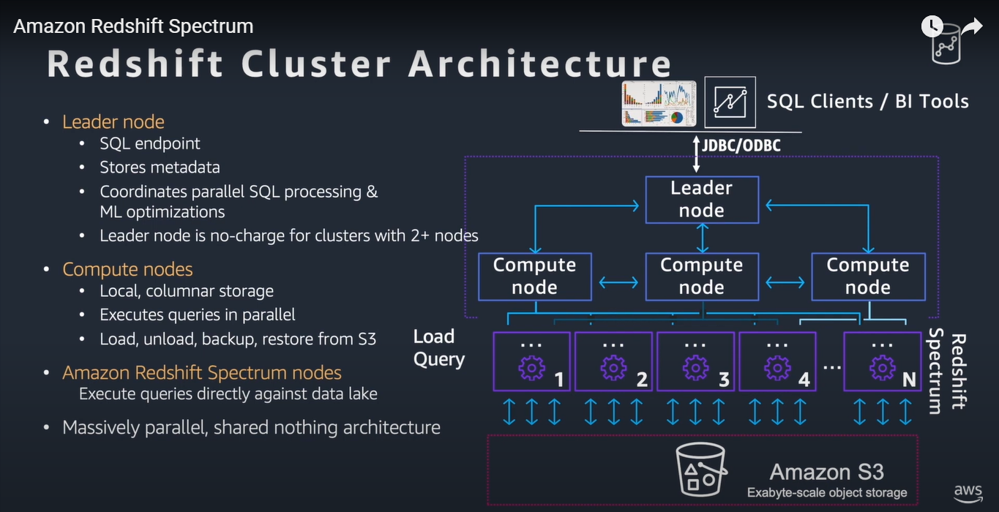 Amazon Redshift Spectrum
Redshift Cluster Architecture
• Leader node
• SQL endpoint
• Stores metadata
• Coordinates parallel SQL processing &
ML optimizations
• Leader node is no-charge for clusters with 2+ nodes
• Compute nodes
• Local, columnar storage
• Executes queries in parallel
• Load, unload, backup, restore from S3
• Amazon Redshift Spectrum nodes
Execute queries directly against data lake
• Massively parallel, shared nothing architecture
SQL Clients / BI Tools
JDBC/ODBC
Leader
node
Compute
node
Compute
node
Compute
node
Load
Query
... 
1
...
2
...
3
...
4
...
...
N
Redshift
Spectrum
Amazon S3
Exabyte-scale object storage
aws